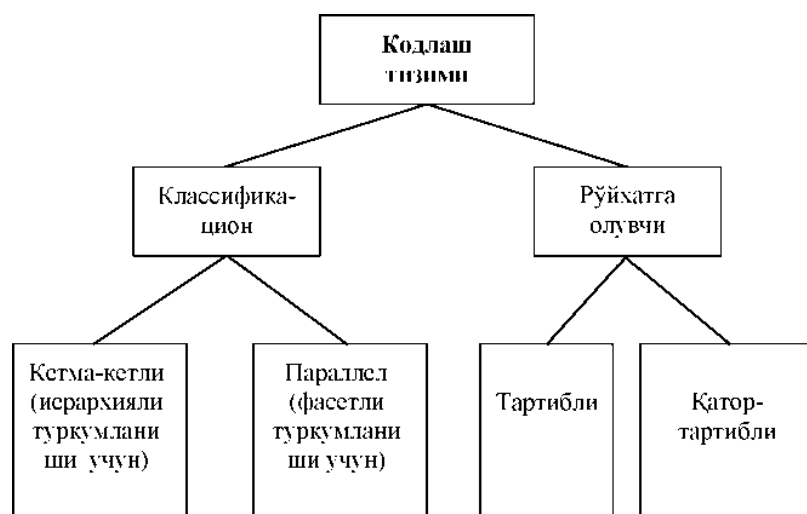 Кодлаш
тизими
Классифика-
цион
Рўйхатга
олувчи
Кетма-кетли
(иерархияли
туркумлани
ши учун)
Параллел
(фасетли
туркумлани
ши учун)
Тартибли
Қатор-
тартибли